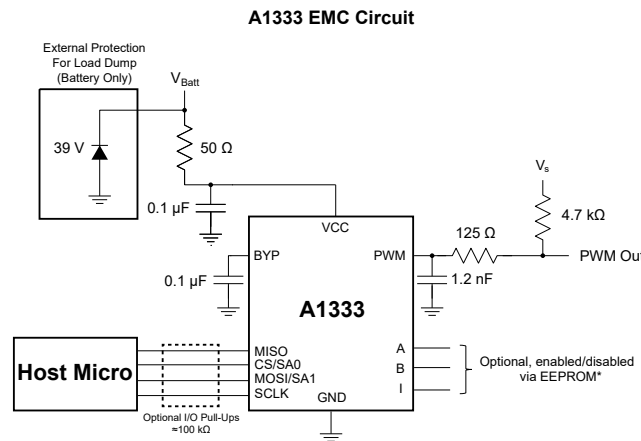 A1333 EMC Circuit
External Protection
For Load Dump
(Battery Only)
VBatt
39 V
50 Ω
0.1 µF
VCC
Vs
4.7 kΩ
125 Ω
BYP
PWM
PWM Out
0.1 µF
1.2 nF
A1333
Host Micro
MISO
CS/SA0
MOSI/SA1
SCLK
A
B
I
Optional, enabled/disabled
via EEPROM*
GND
Optional I/O Pull-Ups
≈100 kΩ